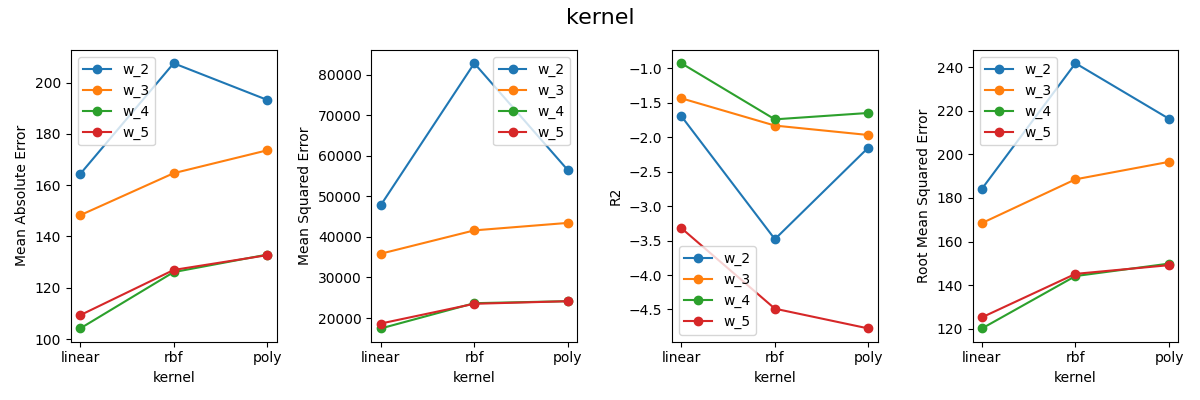 kernel
Mean Absolute Error
200
180
160
140
120
100
w_2
w_3
w_4
w_5
linear rbf poly
kernel
Mean Squared Error
80000
70000
60000
50000
40000
30000
20000
w_2
w_3
w_4
w_5
linear rbf poly
kernel
R2
−1.0
−1.5
−2.0
−2.5
−3.0
−3.5
−4.0
−4.5
w_2
w_3
w_4
w_5
linear rbf poly
kernel
Root Mean Squared Error
240
220
200
180
160
140
120
w_2
w_3
w_4
w_5
linear rbf poly
kernel